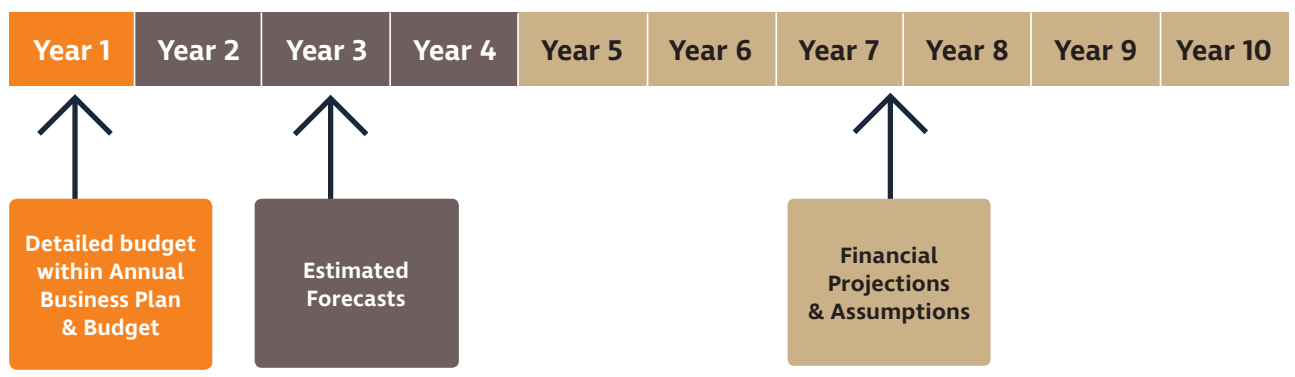 Year 1 Year 2 Year 3 Year 4 Year 5 Year 6 Year 7 Year 8 Year 9 Year 10
Detailed budget
within Annual
Business Plan
& Budget
Estimated
Forecasts
Financial
Projections
& Assumptions